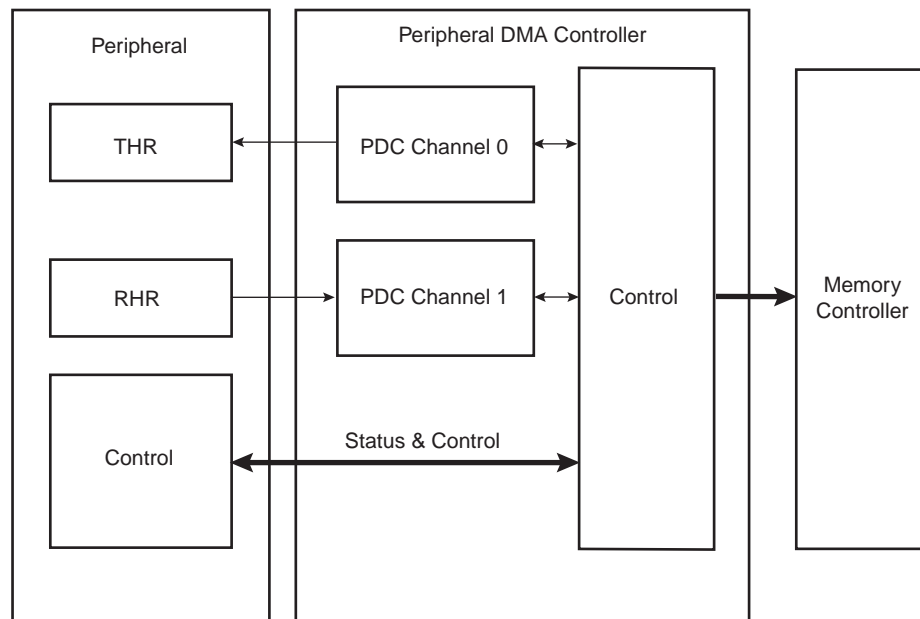 Peripheral
Peripheral DMA Controller
THR
PDC Channel 0
RHR
PDC Channel 1
Control
Memory
Controller
Control
Status & Control